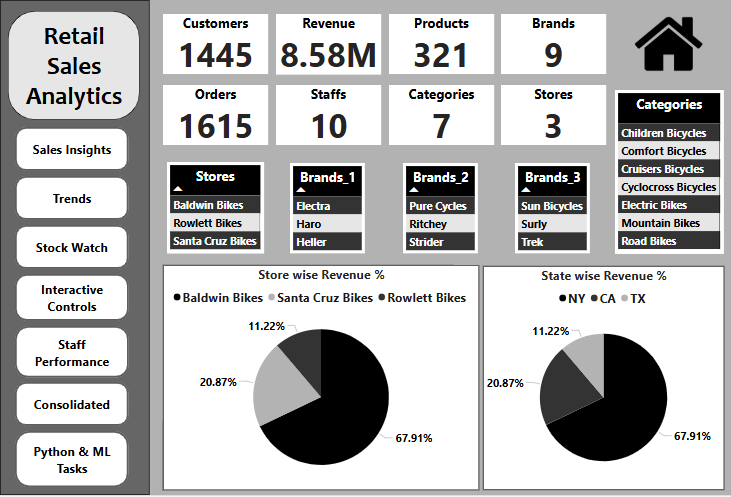 Retail
Sales
Analytics
Sales Insights
Trends
Stock Watch
Interactive
Controls
Staff
Performance
Consolidated
Python & ML
Tasks
Customers
1445
Revenue
8.58M
Products
321
Brands
9
Orders
1615
Staffs
10
Categories
7
Stores
3
Stores
Baldwin Bikes
Rowlett Bikes
Santa Cruz Bikes
Brands_1
Electra
Haro
Heller
Brands_2
Pure Cycles
Ritchey
Strider
Brands_3
Sun Bicycles
Surly
Trek
Categories
Children Bicycles
Comfort Bikes
Cruisers Bicycles
Cyclocross Bicycles
Electric Bikes
Mountain Bikes
Road Bikes
Store wise Revenue %
Baldwin Bikes Santa Cruz Bikes Rowlett Bikes
11.22%
20.87%
67.91%
State wise Revenue %
NY CA TX
11.22%
20.87%
67.91%